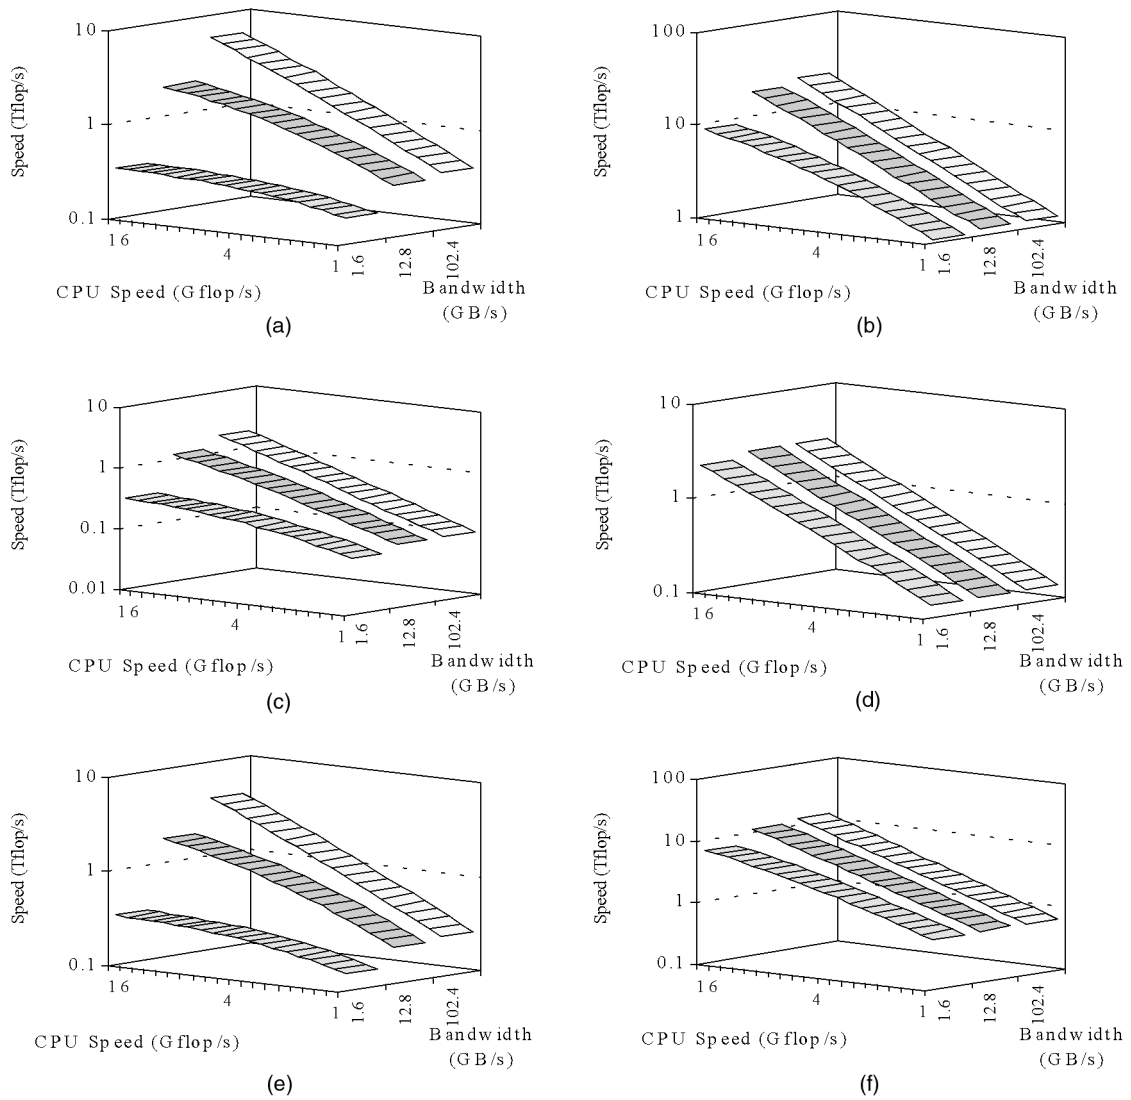 10
1
0.1
Speed (Tflop/s)
16
4
1
1.6
12.8
102.4
CPU Speed (Gflop/s)
Bandwidth
(GB/s)
(a)
100
10
1
Speed (Tflop/s)
16
4
1
1.6
12.8
102.4
CPU Speed (Gflop/s)
Bandwidth
(GB/s)
(b)
10
1
0.1
0.01
Speed (Tflop/s)
16
4
1
1.6
12.8
102.4
CPU Speed (Gflop/s)
Bandwidth
(GB/s)
(c)
10
1
0.1
Speed (Tflop/s)
16
4
1
1.6
12.8
102.4
CPU Speed (Gflop/s)
Bandwidth
(GB/s)
(d)
10
1
0.1
Speed (Tflop/s)
16
4
1
1.6
12.8
102.4
CPU Speed (Gflop/s)
Bandwidth
(GB/s)
(e)
100
10
1
0.1
Speed (Tflop/s)
16
4
1
1.6
12.8
102.4
CPU Speed (Gflop/s)
Bandwidth
(GB/s)
(f)